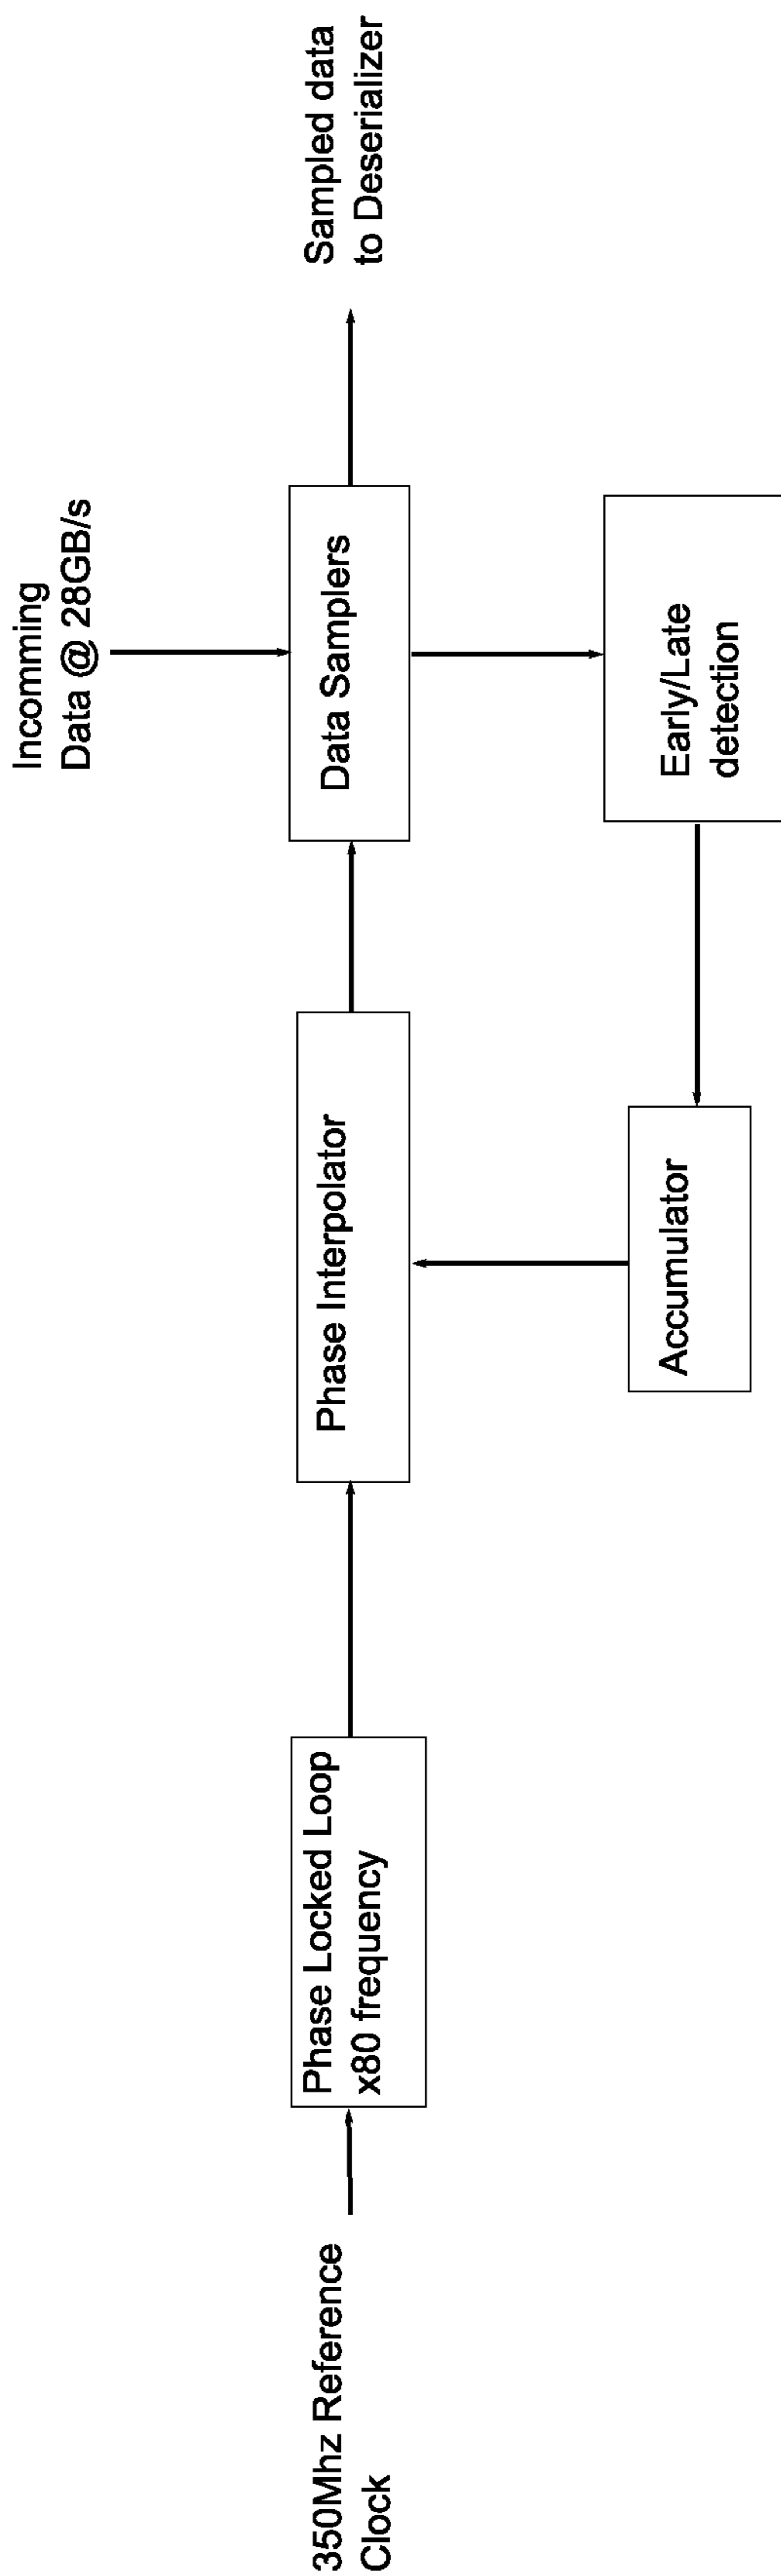 350Mhz Reference
Clock
Phase Locked Loop
x80 frequency
Phase Interpolator
Incomming
Data @ 28GB/s
Data Samplers
Sampled data
to Deserializer
Accumulator
Early/Late
detection